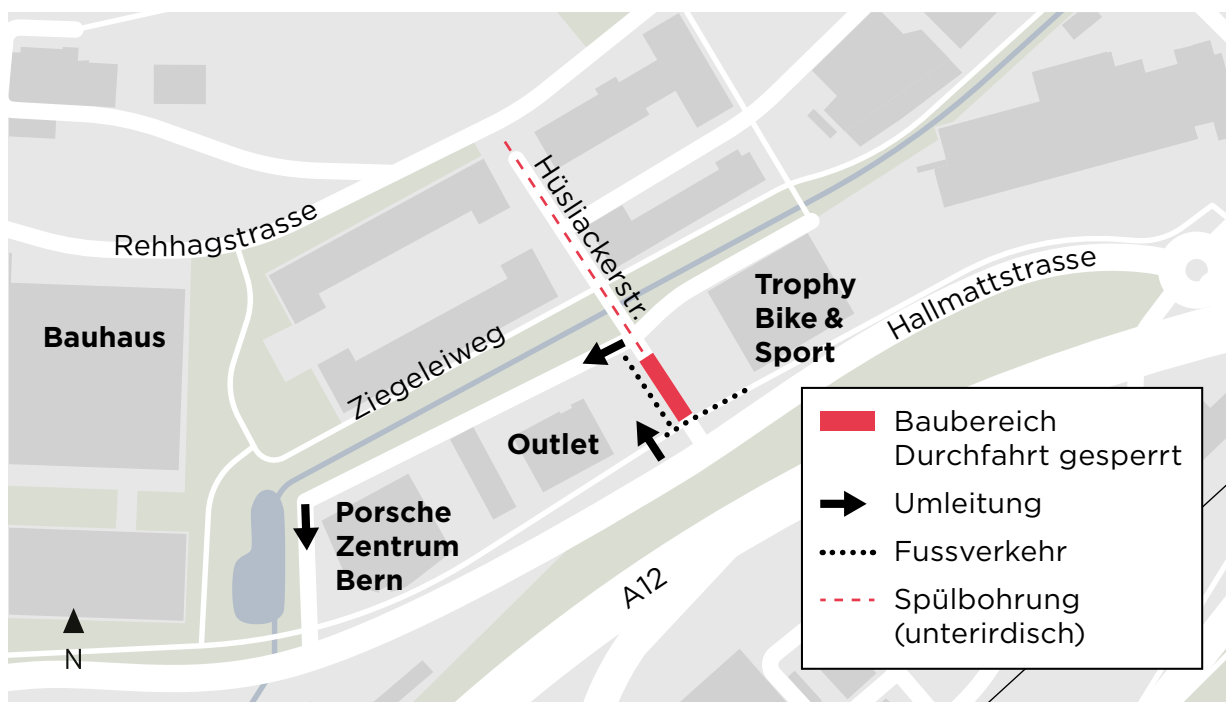 Hüsliackerstr.
Rehhagstrasse
Hallmattstrasse
Trophy
Bike &
Sport
Bauhaus
Ziegeleiweg
Outlet
Porsche
Zentrum
Bern
A12
N
Baubereich
Durchfahrt gesperrt
Umleitung
Fussverkehr
Spülbohrung
(unterirdisch)